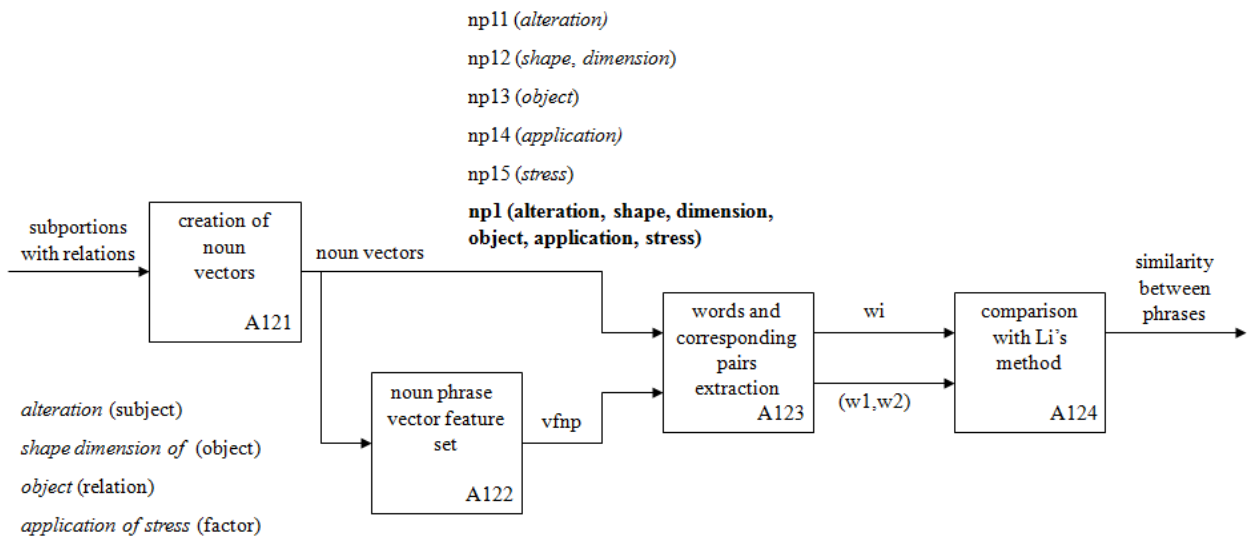 np11 (alteration)
np12 (shape, dimension)
np13 (object)
np14 (application)
np15 (stress)
np1 (alteration, shape, dimension,
object, application, stress)
subportions
with relations
creation of
noun
vectors
A121
noun vectors
noun phrase
vector feature
set
A122
vfnp
words and
corresponding
pairs
extraction
A123
wi
(w1,w2)
comparison
with Li's
method
A124
similarity
between
phrases
alteration (subject)
shape dimension of (object)
object (relation)
application of stress (factor)